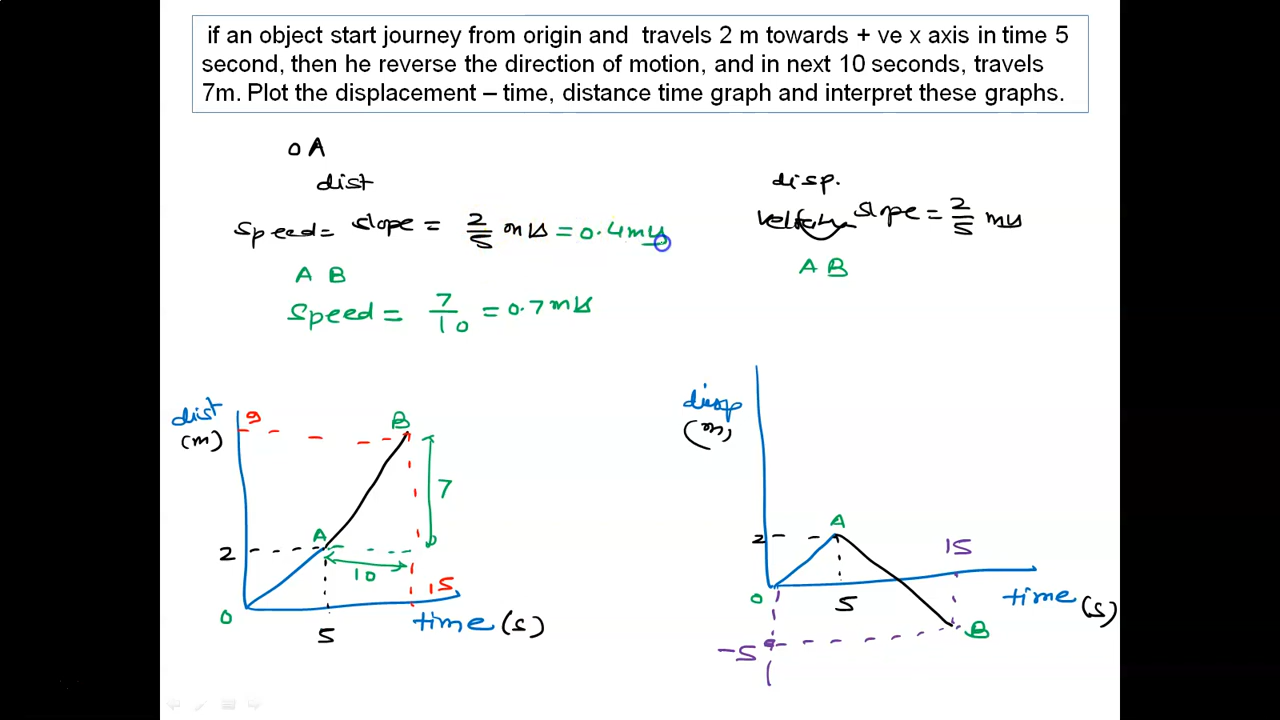 if an object start journey from origin and travels 2 m towards + ve x axis in time 5
second, then he reverse the direction of motion, and in next 10 seconds, travels
7m. Plot the displacement – time, distance time graph and interpret these graphs.
O A
dist
Speed = slope = 2/5 m/s = 0.4 m/s
A B
Speed = 7/10 = 0.7 m/s
disp.
velocity slope = 2/5 m/s
A B
dist
(m)
9
B
7
A
2
10
15
O
5
time (s)
disp
(m)
A
2
15
O
5
time (s)
B
-5